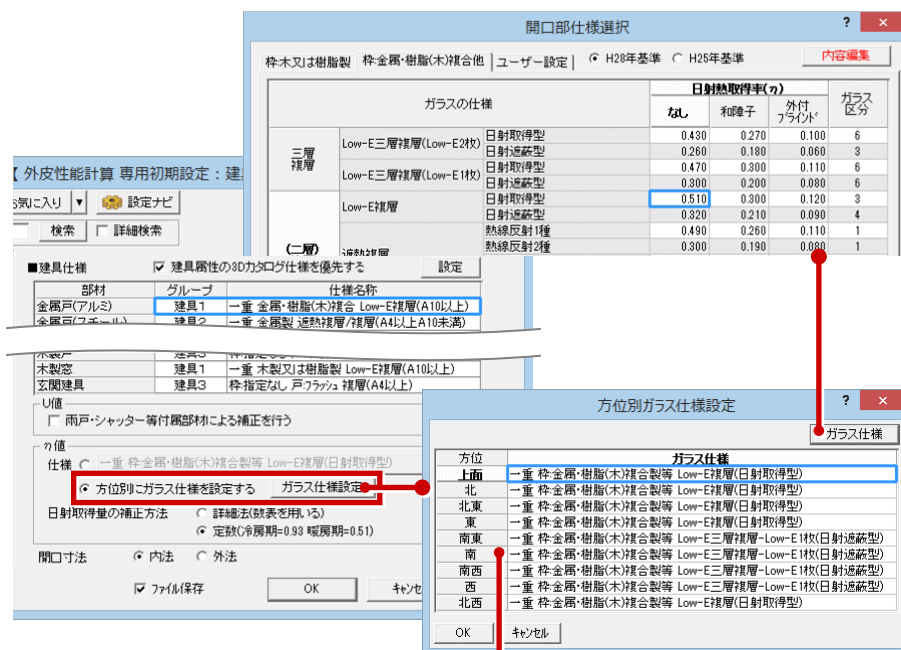 開口部仕様選択
? ×
枠:木又は樹脂製 枠:金属・樹脂(木)複合他 ユーザー設定 H28年基準 H25年基準 内容編集
ガラスの仕様 日射熱取得率(η) ガラス区分
なし 和障子 外付ブラインド
三層複層 Low-E三層複層(Low-E2枚) 日射取得型 0.430 0.270 0.100 6
日射遮蔽型 0.260 0.180 0.060 3
Low-E三層複層(Low-E1枚) 日射取得型 0.470 0.300 0.110 6
日射遮蔽型 0.300 0.200 0.080 6
Low-E複層 日射取得型 0.510 0.300 0.120 3
日射遮蔽型 0.320 0.210 0.090 4
(二層) 遮熱複層 熱線反射1種 0.490 0.260 0.110 1
熱線反射2種 0.300 0.190 0.080 1
【 外皮性能計算 専用初期設定 : 建
気に入り ▼ 設定ナビ
検索 詳細検索
■建具仕様 建具属性の3Dカタログ仕様を優先する 設定
部材 グループ 仕様名称
金属戸(アルミ) 建具1 一重 金属・樹脂(木)複合 Low-E複層(A10以上)
金属戸(スチール) 建具2 一重 金属製 遮熱複層/複層(A4以上A10未満)
木製窓 建具1 一重 木製又は樹脂製 Low-E複層(A10以上)
玄関建具 建具3 枠指定なし 戸:フラッシュ 複層(A4以上)
U値
雨戸・シャッター等付属部材による補正を行う
η値
仕様 一重 枠:金属・樹脂(木)複合製等 Low-E複層(日射取得型)
方位別にガラス仕様を設定する ガラス仕様設定
日射取得量の補正方法 詳細法(数表を用いる)
定数(冷房期=0.93 暖房期=0.51)
開口寸法 内法 外法
ファイル保存 OK キャンセ
方位別ガラス仕様設定
? ×
ガラス仕様
方位 ガラス仕様
上面 一重 枠:金属・樹脂(木)複合製等 Low-E複層(日射取得型)
北 一重 枠:金属・樹脂(木)複合製等 Low-E複層(日射取得型)
北東 一重 枠:金属・樹脂(木)複合製等 Low-E複層(日射取得型)
東 一重 枠:金属・樹脂(木)複合製等 Low-E複層(日射取得型)
南東 一重 枠:金属・樹脂(木)複合製等 Low-E三層複層-Low-E1枚(日射遮蔽型)
南 一重 枠:金属・樹脂(木)複合製等 Low-E三層複層-Low-E1枚(日射遮蔽型)
南西 一重 枠:金属・樹脂(木)複合製等 Low-E三層複層-Low-E1枚(日射遮蔽型)
西 一重 枠:金属・樹脂(木)複合製等 Low-E三層複層-Low-E1枚(日射遮蔽型)
北西 一重 枠:金属・樹脂(木)複合製等 Low-E複層(日射取得型)
OK キャンセル